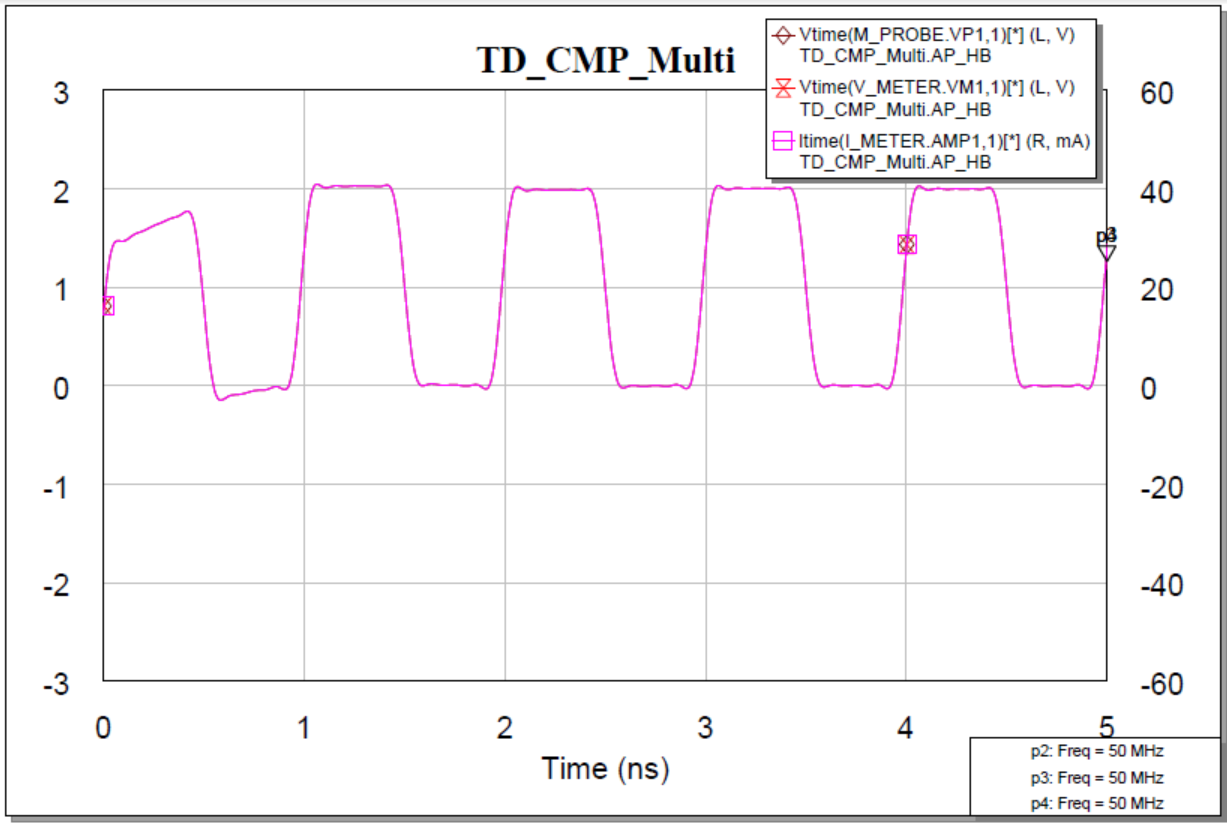 TD_CMP_Multi
Vtime(M_PROBE.VP1,1)[*] (L, V)
TD_CMP_Multi.AP_HB
Vtime(V_METER.VM1,1)[*] (L, V)
TD_CMP_Multi.AP_HB
Itime(I_METER.AMP1,1)[*] (R, mA)
TD_CMP_Multi.AP_HB
3
2
1
0
-1
-2
-3
60
40
20
0
-20
-40
-60
0 1 2 3 4 5
Time (ns)
p2: Freq = 50 MHz
p3: Freq = 50 MHz
p4: Freq = 50 MHz